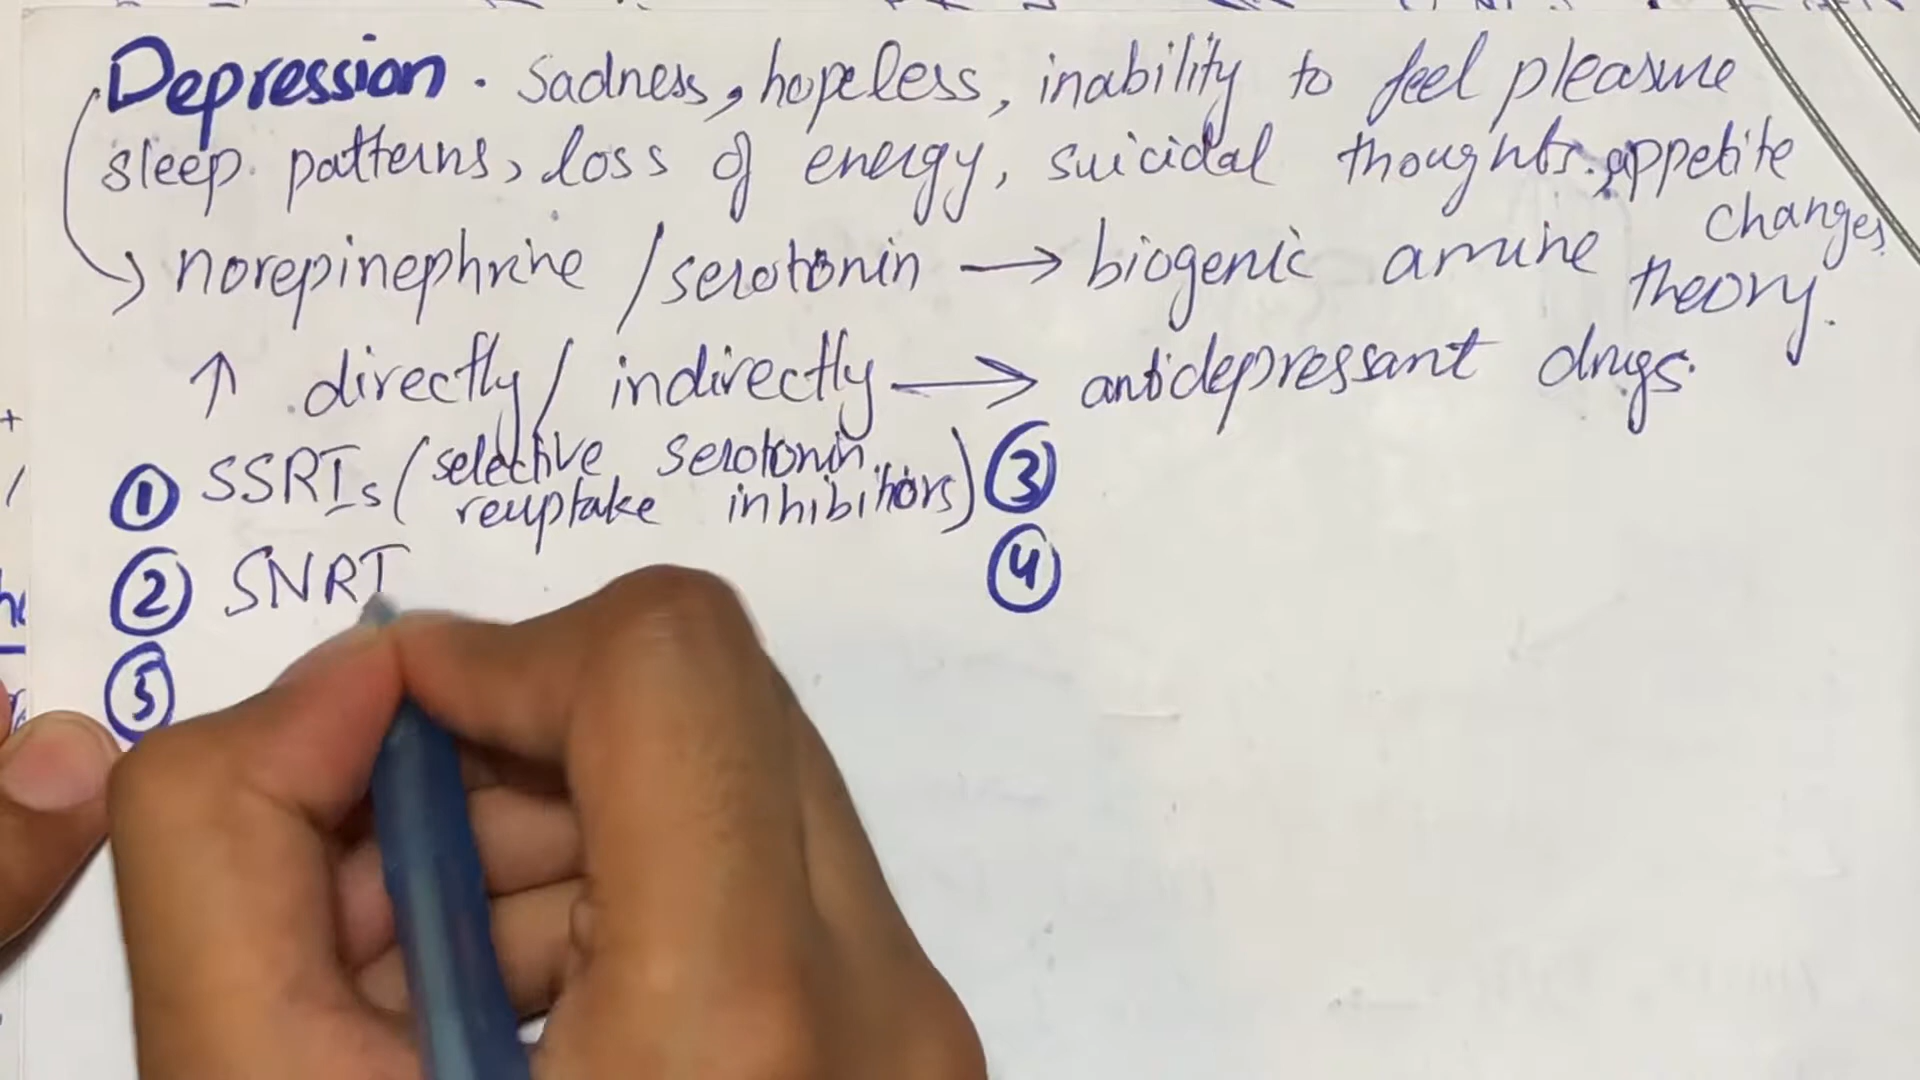 Depression. Sadness, hopeless, inability to feel pleasure
sleep patterns, loss of energy, suicidal thoughts. appetite
changes
norepinephrine / serotonin → biogenic amine theory.
↑ directly / indirectly → antidepressant drugs.
① SSRIs (selective serotonin reuptake inhibitors) ③
② SNRI ④
⑤